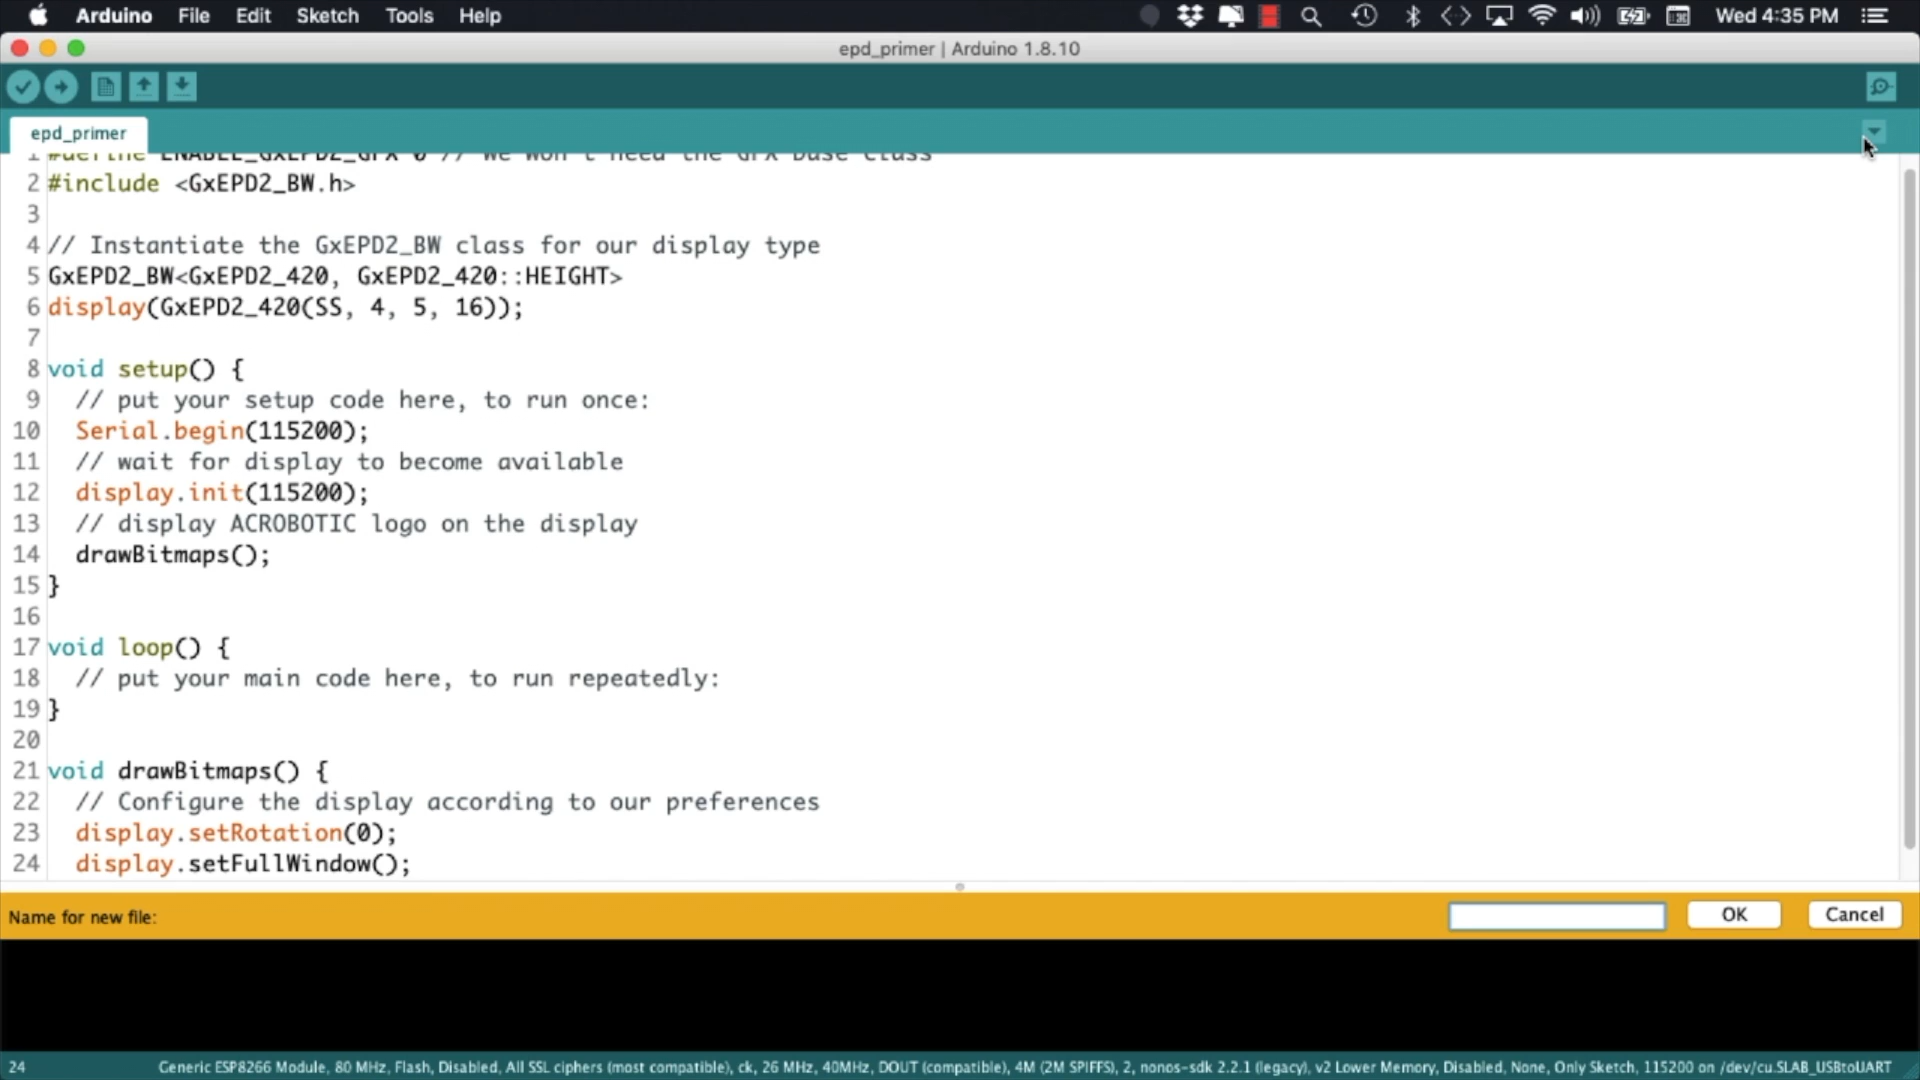 Arduino File Edit Sketch Tools Help Wed 4:35 PM
epd_primer | Arduino 1.8.10
epd_primer
1 #define ENABLE_GxEPD2_GFX 0 // we won't need the GFX base class
2 #include <GxEPD2_BW.h>
3
4 // Instantiate the GxEPD2_BW class for our display type
5 GxEPD2_BW<GxEPD2_420, GxEPD2_420::HEIGHT>
6 display(GxEPD2_420(SS, 4, 5, 16));
7
8 void setup() {
9 // put your setup code here, to run once:
10 Serial.begin(115200);
11 // wait for display to become available
12 display.init(115200);
13 // display ACROBOTIC logo on the display
14 drawBitmaps();
15 }
16
17 void loop() {
18 // put your main code here, to run repeatedly:
19 }
20
21 void drawBitmaps() {
22 // Configure the display according to our preferences
23 display.setRotation(0);
24 display.setFullWindow();
Name for new file: OK Cancel
24 Generic ESP8266 Module, 80 MHz, Flash, Disabled, All SSL ciphers (most compatible), ck, 26 MHz, 40MHz, DOUT (compatible), 4M (2M SPIFFS), 2, nonos-sdk 2.2.1 (legacy), v2 Lower Memory, Disabled, None, Only Sketch, 115200 on /dev/cu.SLAB_USBtoUART